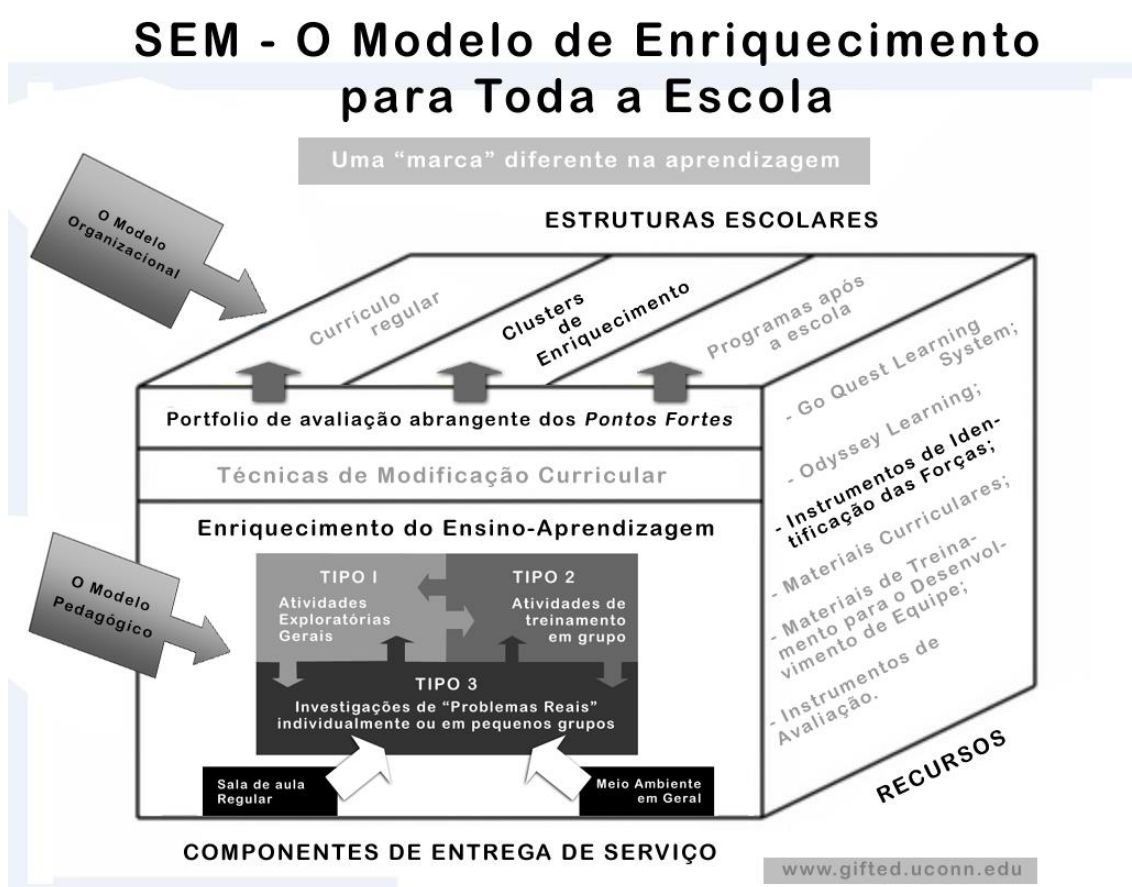 SEM - O Modelo de Enriquecimento
para Toda a Escola
Uma “marca” diferente na aprendizagem
O Modelo
Organizacional
ESTRUTURAS ESCOLARES
Currículo
regular
Clusters
de
Enriquecimento
Programas após
a escola
Portfolio de avaliação abrangente dos Pontos Fortes
Técnicas de Modificação Curricular
Enriquecimento do Ensino-Aprendizagem
O Modelo
Pedagógico
TIPO I
Atividades
Exploratórias
Gerais
TIPO 2
Atividades de
treinamento
em grupo
TIPO 3
Investigações de “Problemas Reais”
individualmente ou em pequenos grupos
Sala de aula
Regular
Meio Ambiente
em Geral
- Go Quest Learning
System;
- Odyssey Learning;
- Instrumentos de Iden-
tificação das Forças;
- Materiais Curriculares;
- Materiais de Treina-
mento para o Desenvol-
vimento de Equipe;
- Instrumentos de
Avaliação.
RECURSOS
COMPONENTES DE ENTREGA DE SERVIÇO
www.gifted.uconn.edu